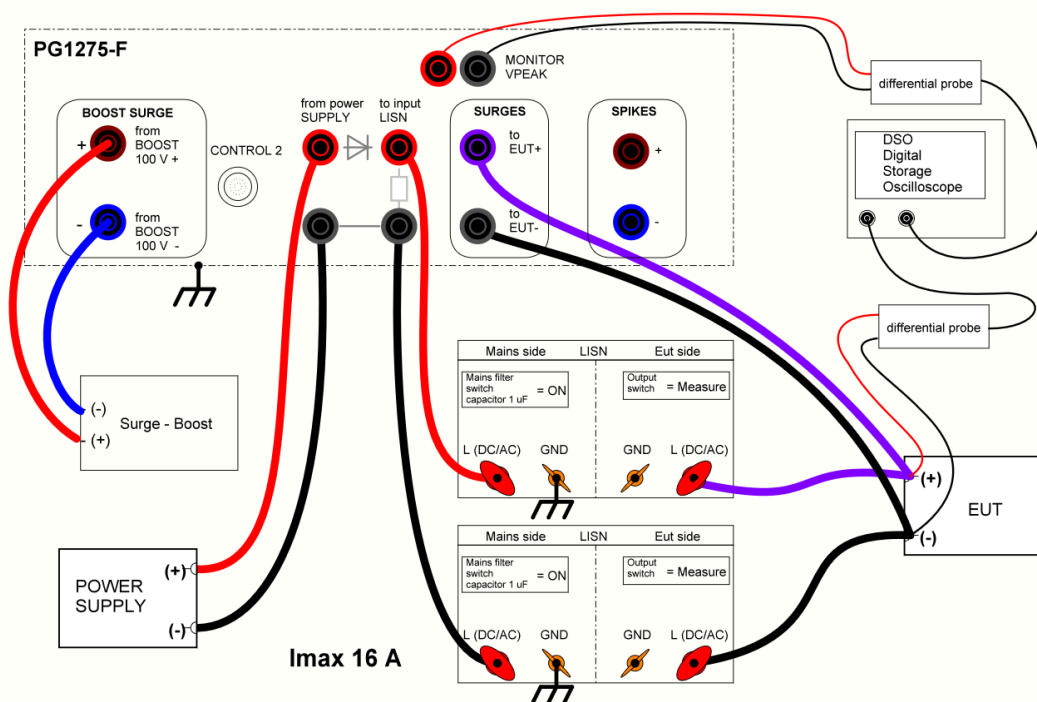 PG1275-F
MONITOR
VPEAK
differential probe
BOOST SURGE
+
from
BOOST
100 V +
-
from
BOOST
100 V -
CONTROL 2
from power
SUPPLY
to input
LISN
SURGES
to
EUT+
to
EUT-
SPIKES
+
-
DSO
Digital
Storage
Oscilloscope
differential probe
Surge - Boost
(-)
(+)
Mains side LISN Eut side
Mains filter
switch
capacitor 1 uF
= ON
Output
switch
= Measure
L (DC/AC) GND GND L (DC/AC)
(+)
(-)
EUT
Mains side LISN Eut side
Mains filter
switch
capacitor 1 uF
= ON
Output
switch
= Measure
L (DC/AC) GND GND L (DC/AC)
POWER
SUPPLY
(+)
(-)
Imax 16 A